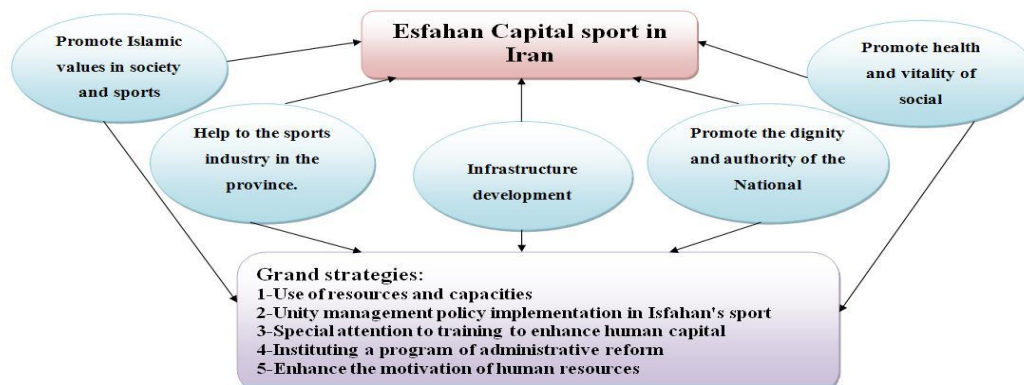 Esfahan Capital sport in
Iran
Promote Islamic
values in society
and sports
Promote health
and vitality of
social
Help to the sports
industry in the
province.
Infrastructure
development
Promote the dignity
and authority of the
National
Grand strategies:
1-Use of resources and capacities
2-Unity management policy implementation in Isfahan's sport
3-Special attention to training to enhance human capital
4-Instituting a program of administrative reform
5-Enhance the motivation of human resources